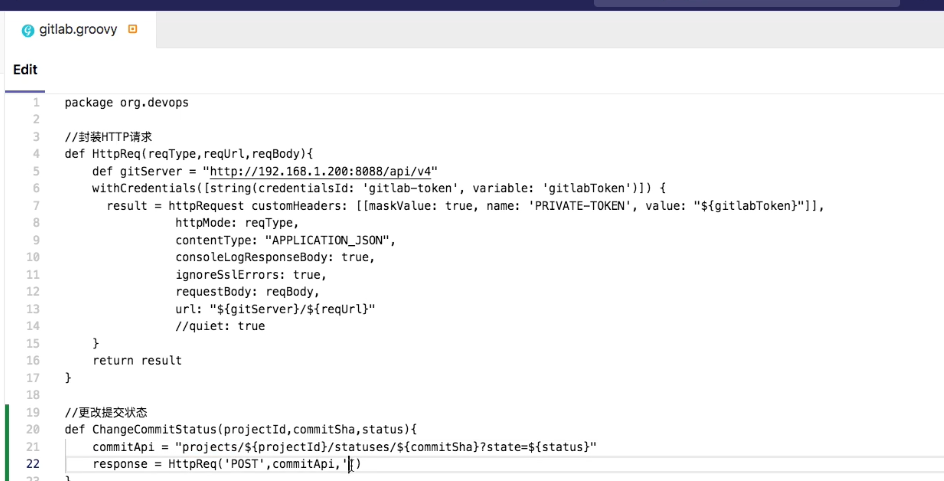 gitlab.groovy
Edit
1 package org.devops
2
3 //封装HTTP请求
4 def HttpReq(reqType,reqUrl,reqBody){
5     def gitServer = "http://192.168.1.200:8088/api/v4"
6     withCredentials([string(credentialsId: 'gitlab-token', variable: 'gitlabToken')]) {
7       result = httpRequest customHeaders: [[maskValue: true, name: 'PRIVATE-TOKEN', value: "${gitlabToken}"]],
8                 httpMode: reqType,
9                 contentType: "APPLICATION_JSON",
10                 consoleLogResponseBody: true,
11                 ignoreSslErrors: true,
12                 requestBody: reqBody,
13                 url: "${gitServer}/${reqUrl}"
14                 //quiet: true
15     }
16     return result
17 }
18
19 //更改提交状态
20 def ChangeCommitStatus(projectId,commitSha,status){
21     commitApi = "projects/${projectId}/statuses/${commitSha}?state=${status}"
22     response = HttpReq('POST',commitApi,'')
23 }